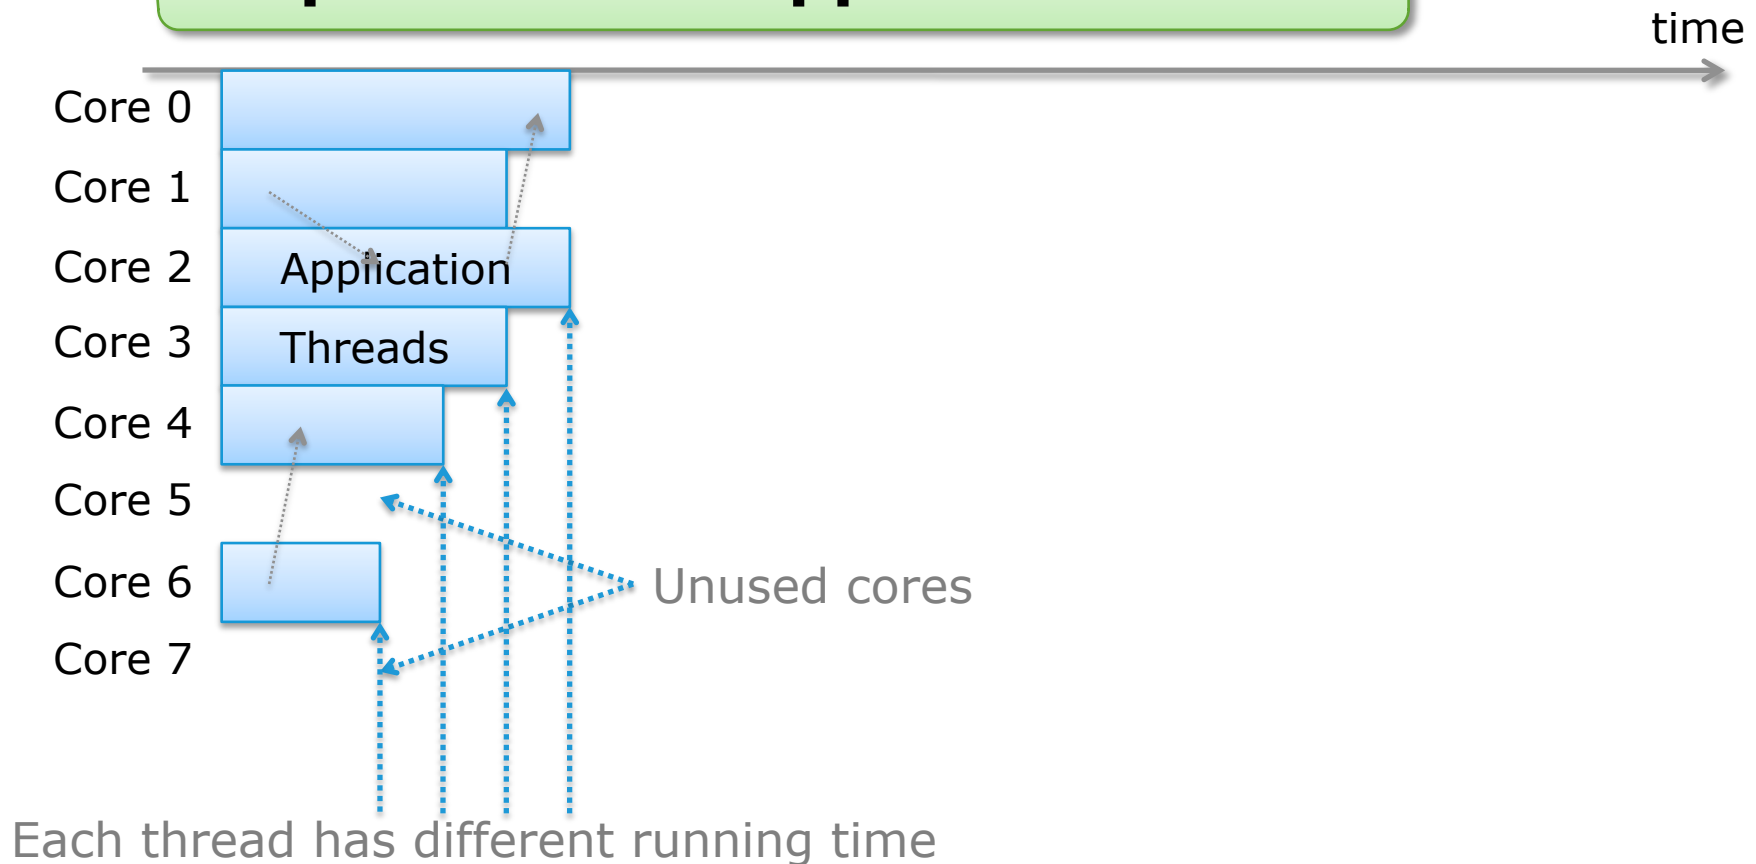 time
Core 0
Core 1
Core 2 Application
Core 3 Threads
Core 4
Core 5
Core 6 Unused cores
Core 7
Each thread has different running time